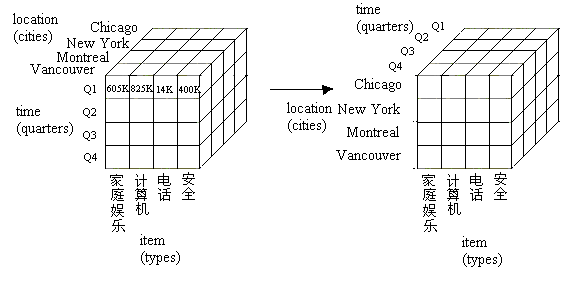 location
(cities)
Chicago
New York
Montreal
Vancouver
time
(quarters)
Q1
605K 825K 14K 400K
Q2
Q3
Q4
家庭娱乐
计算机
电话
安全
item
(types)
time
(quarters)
Q1
Q2
Q3
Q4
location
(cities)
Chicago
New York
Montreal
Vancouver
家庭娱乐
计算机
电话
安全
item
(types)